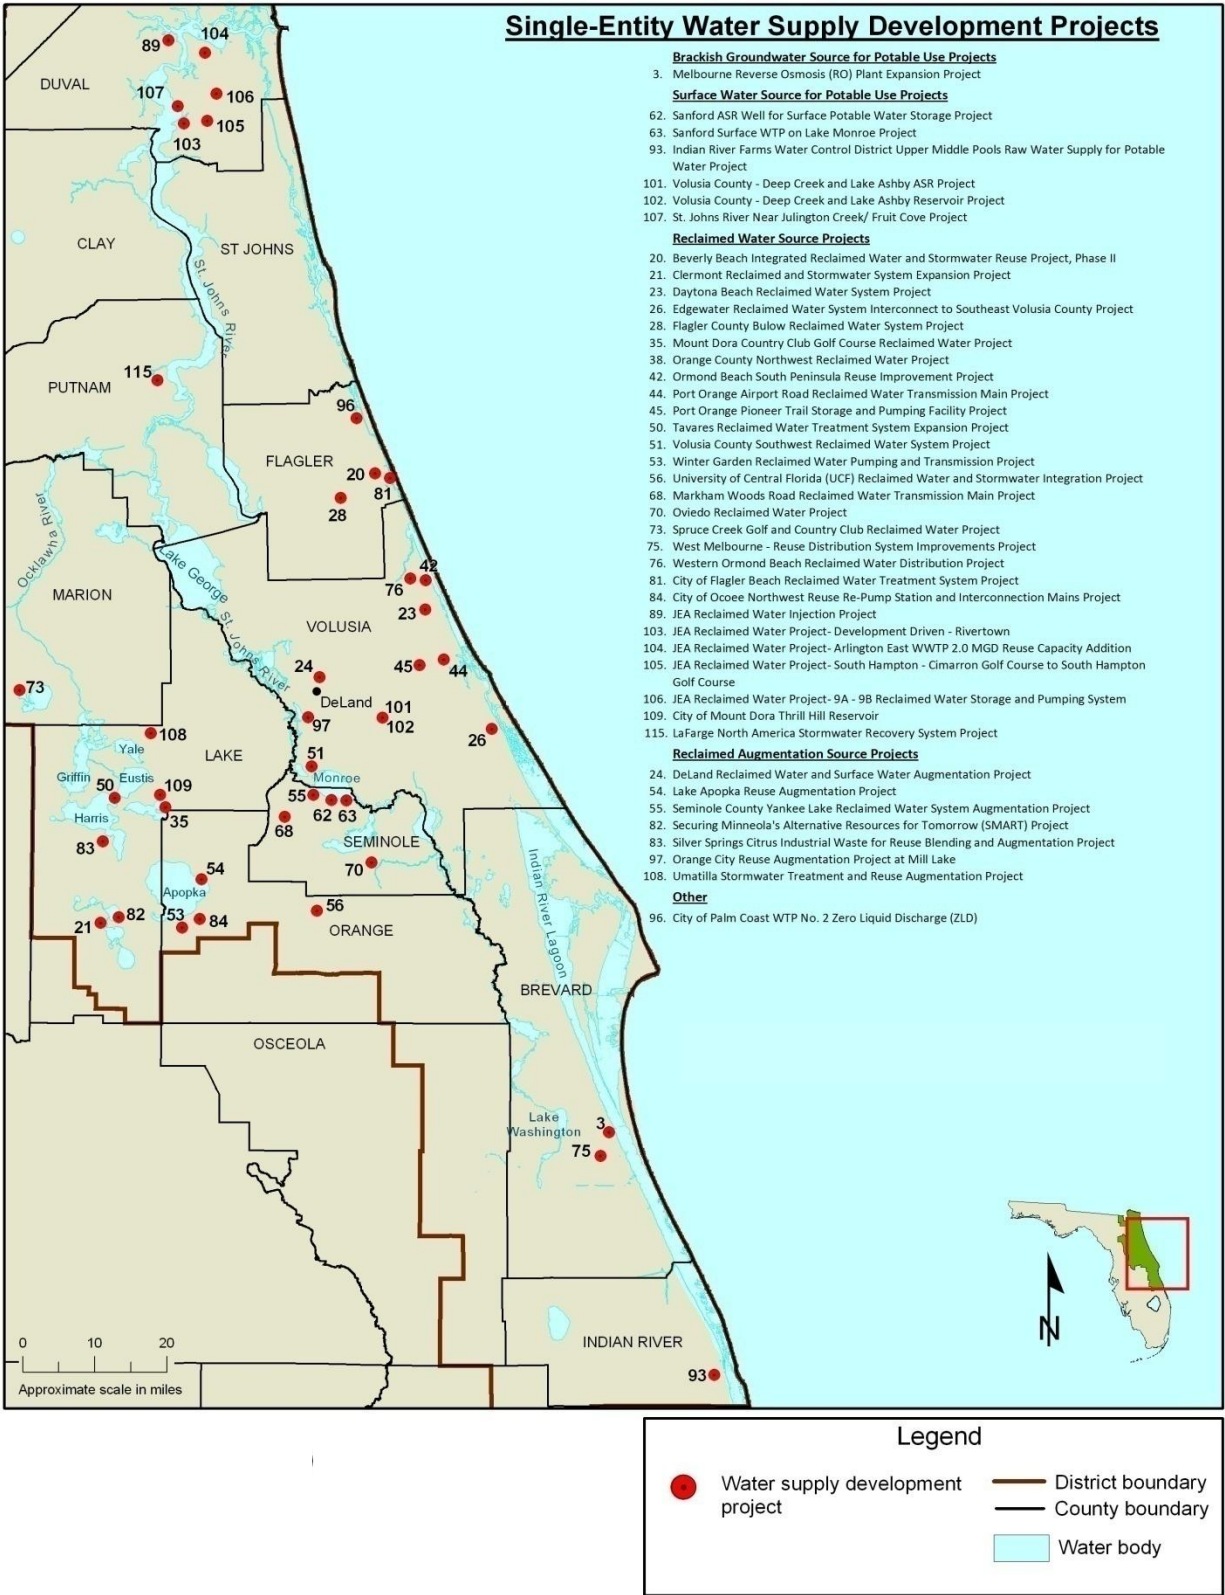 Single-Entity Water Supply Development Projects
Brackish Groundwater Source for Potable Use Projects
3. Melbourne Reverse Osmosis (RO) Plant Expansion Project
Surface Water Source for Potable Use Projects
62. Sanford ASR Well for Surface Potable Water Storage Project
63. Sanford Surface WTP on Lake Monroe Project
93. Indian River Farms Water Control District Upper Middle Pools Raw Water Supply for Potable
Water Project
101. Volusia County - Deep Creek and Lake Ashby ASR Project
102. Volusia County - Deep Creek and Lake Ashby Reservoir Project
107. St. Johns River Near Julington Creek/ Fruit Cove Project
Reclaimed Water Source Projects
20. Beverly Beach Integrated Reclaimed Water and Stormwater Reuse Project, Phase II
21. Clermont Reclaimed and Stormwater System Expansion Project
23. Daytona Beach Reclaimed Water System Project
26. Edgewater Reclaimed Water System Interconnect to Southeast Volusia County Project
28. Flagler County Bulow Reclaimed Water System Project
35. Mount Dora Country Club Golf Course Reclaimed Water Project
38. Orange County Northwest Reclaimed Water Project
42. Ormond Beach South Peninsula Reuse Improvement Project
44. Port Orange Airport Road Reclaimed Water Transmission Main Project
45. Port Orange Pioneer Trail Storage and Pumping Facility Project
50. Tavares Reclaimed Water Treatment System Expansion Project
51. Volusia County Southwest Reclaimed Water System Project
53. Winter Garden Reclaimed Water Pumping and Transmission Project
56. University of Central Florida (UCF) Reclaimed Water and Stormwater Integration Project
68. Markham Woods Road Reclaimed Water Transmission Main Project
70. Oviedo Reclaimed Water Project
73. Spruce Creek Golf and Country Club Reclaimed Water Project
75. West Melbourne - Reuse Distribution System Improvements Project
76. Western Ormond Beach Reclaimed Water Distribution Project
81. City of Flagler Beach Reclaimed Water Treatment System Project
84. City of Ocoee Northwest Reuse Re-Pump Station and Interconnection Mains Project
89. JEA Reclaimed Water Injection Project
103. JEA Reclaimed Water Project- Development Driven - Rivertown
104. JEA Reclaimed Water Project- Arlington East WWTP 2.0 MGD Reuse Capacity Addition
105. JEA Reclaimed Water Project- South Hampton - Cimarron Golf Course to South Hampton
Golf Course
106. JEA Reclaimed Water Project- 9A - 9B Reclaimed Water Storage and Pumping System
109. City of Mount Dora Thrill Hill Reservoir
115. LaFarge North America Stormwater Recovery System Project
Reclaimed Augmentation Source Projects
24. DeLand Reclaimed Water and Surface Water Augmentation Project
54. Lake Apopka Reuse Augmentation Project
55. Seminole County Yankee Lake Reclaimed Water System Augmentation Project
82. Securing Minneola's Alternative Resources for Tomorrow (SMART) Project
83. Silver Springs Citrus Industrial Waste for Reuse Blending and Augmentation Project
97. Orange City Reuse Augmentation Project at Mill Lake
108. Umatilla Stormwater Treatment and Reuse Augmentation Project
Other
96. City of Palm Coast WTP No. 2 Zero Liquid Discharge (ZLD)
104
89
DUVAL
107
106
105
103
CLAY
ST JOHNS
St. Johns River
115
PUTNAM
96
FLAGLER
20
81
28
Ocklawha River
Lake George
MARION
42
76
23
St. Johns River
VOLUSIA
45
44
24
DeLand
73
97
101
102
26
108
Yale
LAKE
51
Monroe
Griffin
Eustis
50
109
55
62
63
Harris
35
68
SEMINOLE
83
70
54
Apopka
Indian River Lagoon
82
21
53
84
56
ORANGE
BREVARD
OSCEOLA
Lake
Washington
3
75
INDIAN RIVER
93
0 10 20
Approximate scale in miles
N
Legend
Water supply development
project
District boundary
County boundary
Water body